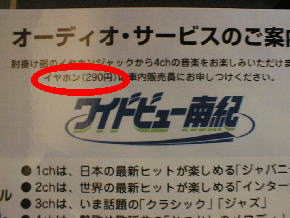 オーディオ・サービスのご案
肘掛け部のイヤホンジャックから4chの音楽をお楽しみいただけま
イヤホン(290円)は車内販売員にお申しつけください。
ワイドビュー南紀
● 1chは、日本の最新ヒットが楽しめる「ジャパニ
● 2chは、世界の最新ヒットが楽しめる「インター
● 3chは、いま話題の「クラシック」「ジャズ」
ル